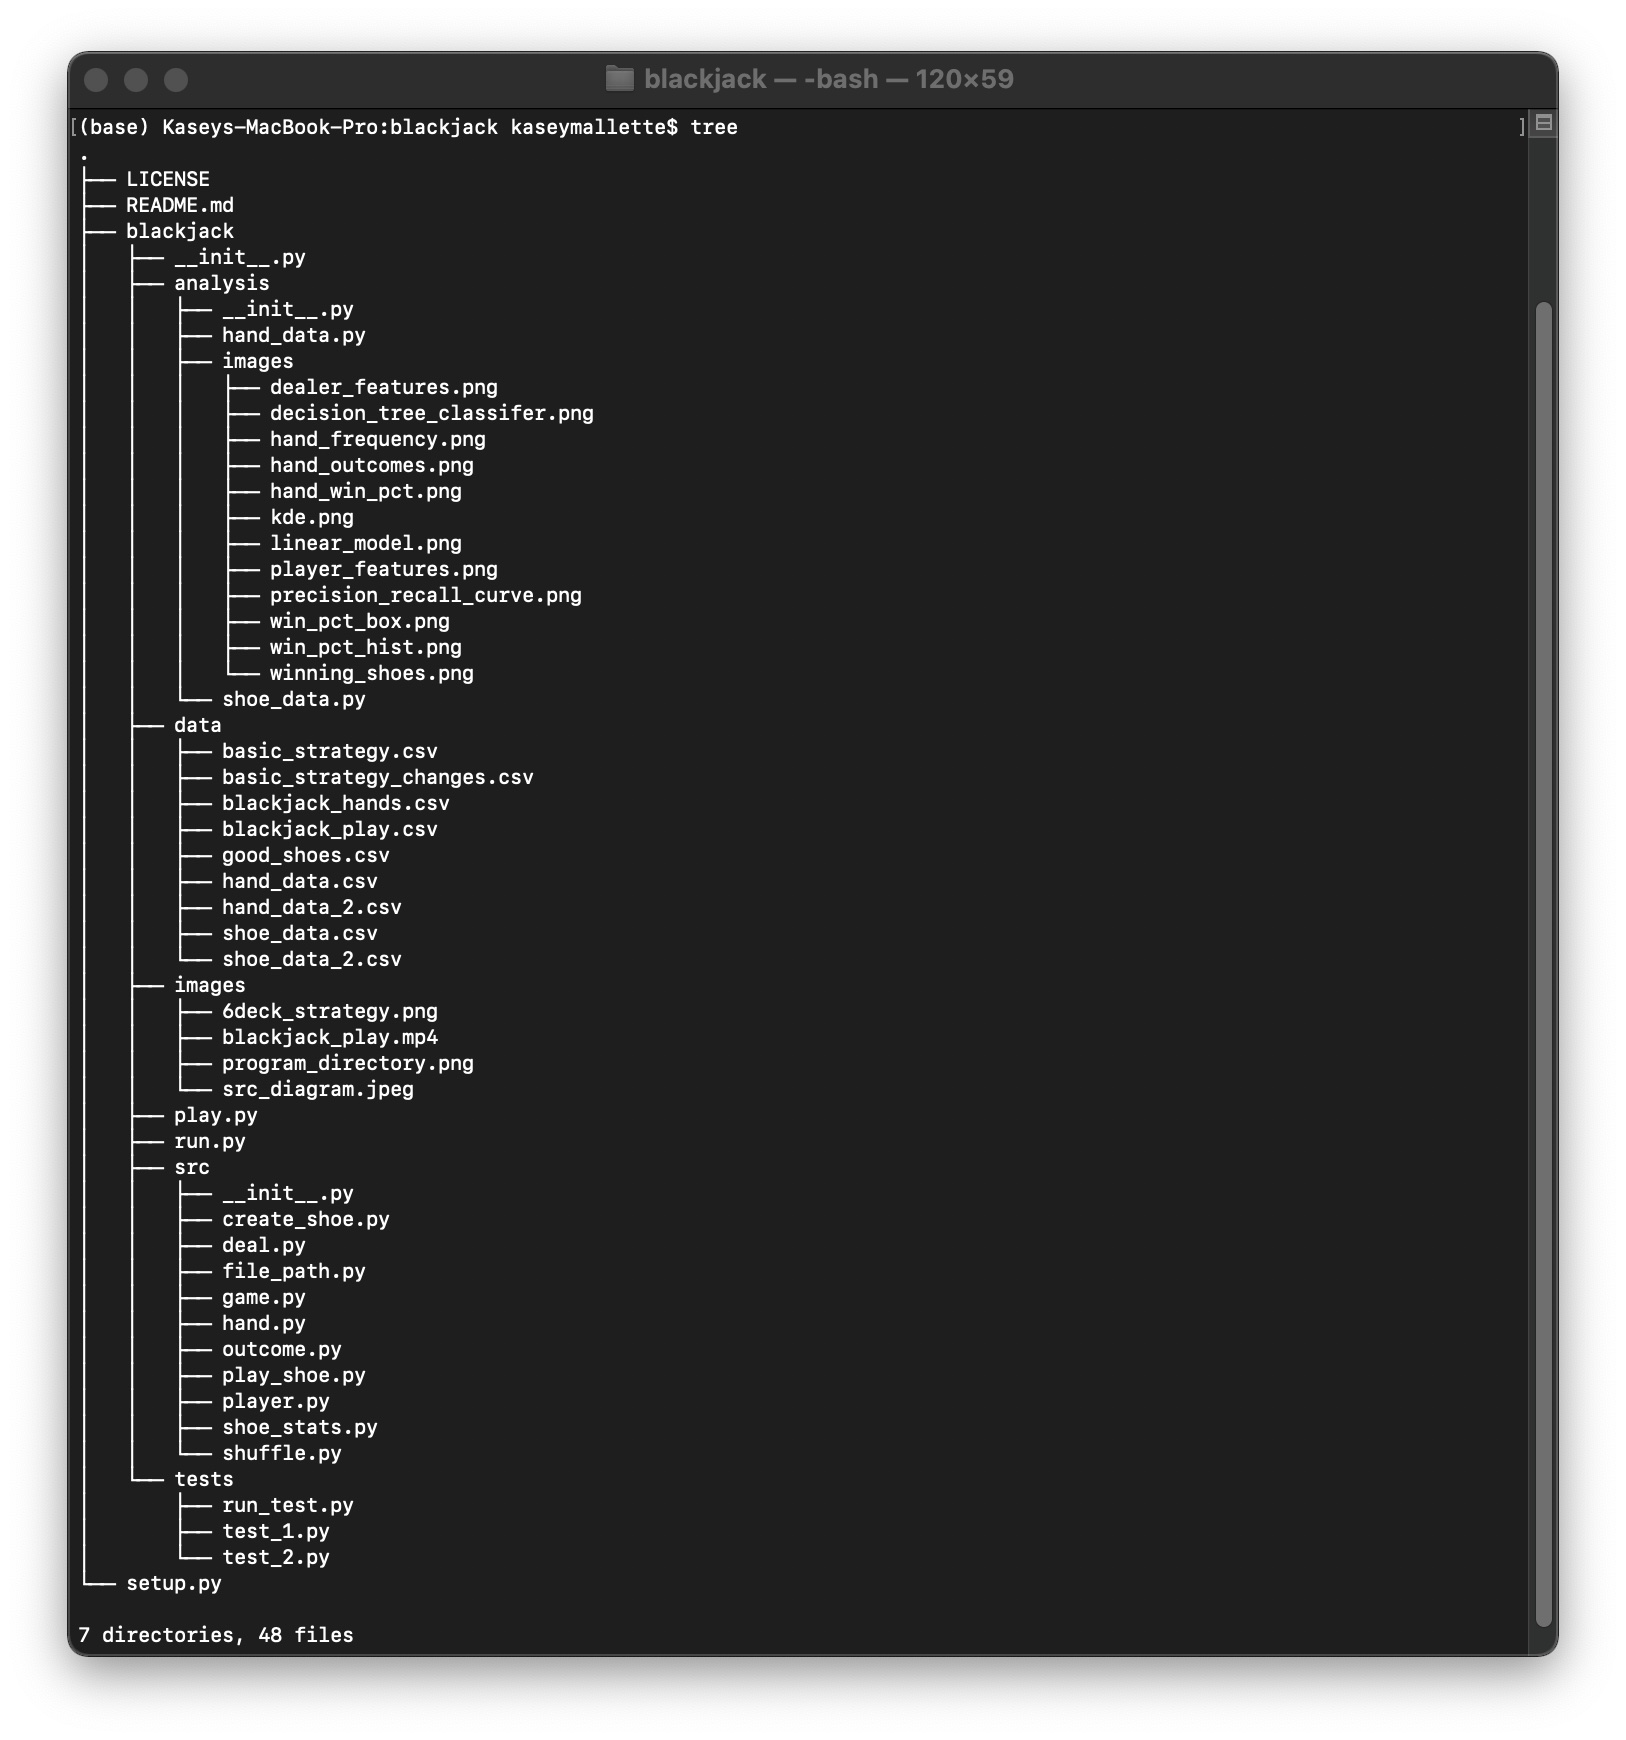 blackjack — -bash — 120×59
[(base) Kaseys-MacBook-Pro:blackjack kaseymallette$ tree ]
.
├── LICENSE
├── README.md
├── blackjack
│   ├── __init__.py
│   ├── analysis
│   │   ├── __init__.py
│   │   ├── hand_data.py
│   │   ├── images
│   │   │   ├── dealer_features.png
│   │   │   ├── decision_tree_classifer.png
│   │   │   ├── hand_frequency.png
│   │   │   ├── hand_outcomes.png
│   │   │   ├── hand_win_pct.png
│   │   │   ├── kde.png
│   │   │   ├── linear_model.png
│   │   │   ├── player_features.png
│   │   │   ├── precision_recall_curve.png
│   │   │   ├── win_pct_box.png
│   │   │   ├── win_pct_hist.png
│   │   │   └── winning_shoes.png
│   │   └── shoe_data.py
│   ├── data
│   │   ├── basic_strategy.csv
│   │   ├── basic_strategy_changes.csv
│   │   ├── blackjack_hands.csv
│   │   ├── blackjack_play.csv
│   │   ├── good_shoes.csv
│   │   ├── hand_data.csv
│   │   ├── hand_data_2.csv
│   │   ├── shoe_data.csv
│   │   └── shoe_data_2.csv
│   ├── images
│   │   ├── 6deck_strategy.png
│   │   ├── blackjack_play.mp4
│   │   ├── program_directory.png
│   │   └── src_diagram.jpeg
│   ├── play.py
│   ├── run.py
│   ├── src
│   │   ├── __init__.py
│   │   ├── create_shoe.py
│   │   ├── deal.py
│   │   ├── file_path.py
│   │   ├── game.py
│   │   ├── hand.py
│   │   ├── outcome.py
│   │   ├── play_shoe.py
│   │   ├── player.py
│   │   ├── shoe_stats.py
│   │   └── shuffle.py
│   └── tests
│       ├── run_test.py
│       ├── test_1.py
│       └── test_2.py
└── setup.py
7 directories, 48 files